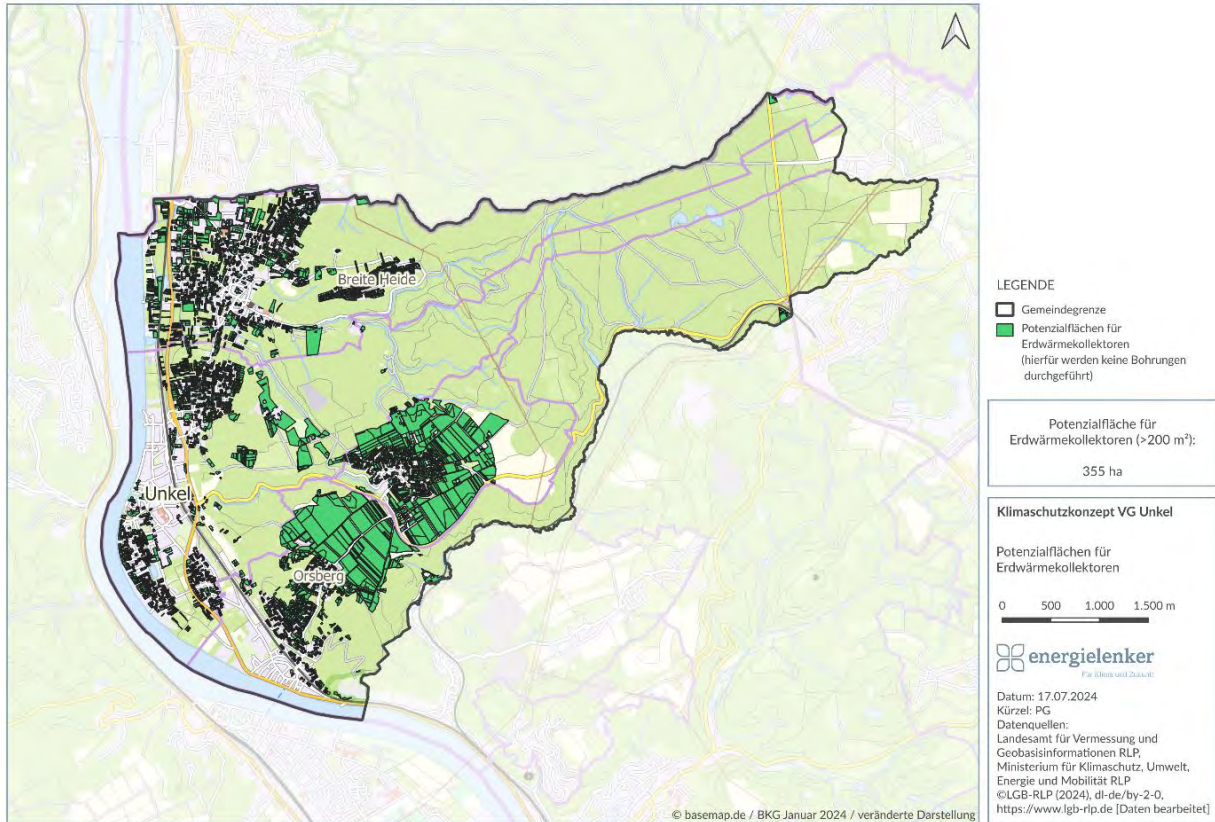 Breite Heide
Unkel
Orsberg
© basemap.de / BKG Januar 2024 / veränderte Darstellung
LEGENDE
Gemeindegrenze
Potenzialflächen für
Erdwärmekollektoren
(hierfür werden keine Bohrungen
durchgeführt)
Potenzialfläche für
Erdwärmekollektoren (>200 m²):
355 ha
Klimaschutzkonzept VG Unkel
Potenzialflächen für
Erdwärmekollektoren
0 500 1.000 1.500 m
energielenker
Für Klima und Zukunft
Datum: 17.07.2024
Kürzel: PG
Datenquellen:
Landesamt für Vermessung und
Geobasisinformationen RLP,
Ministerium für Klimaschutz, Umwelt,
Energie und Mobilität RLP
©LGB-RLP (2024), dl-de/by-2-0,
https://www.lgb-rlp.de [Daten bearbeitet]